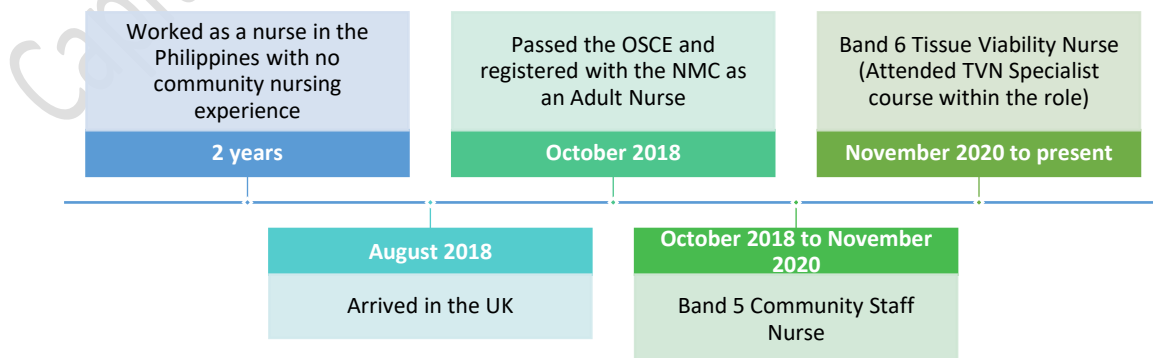 Worked as a nurse in the
Philippines with no
community nursing
experience
2 years
August 2018
Arrived in the UK
Passed the OSCE and
registered with the NMC as
an Adult Nurse
October 2018
October 2018 to November
2020
Band 5 Community Staff
Nurse
Band 6 Tissue Viability Nurse
(Attended TVN Specialist
course within the role)
November 2020 to present